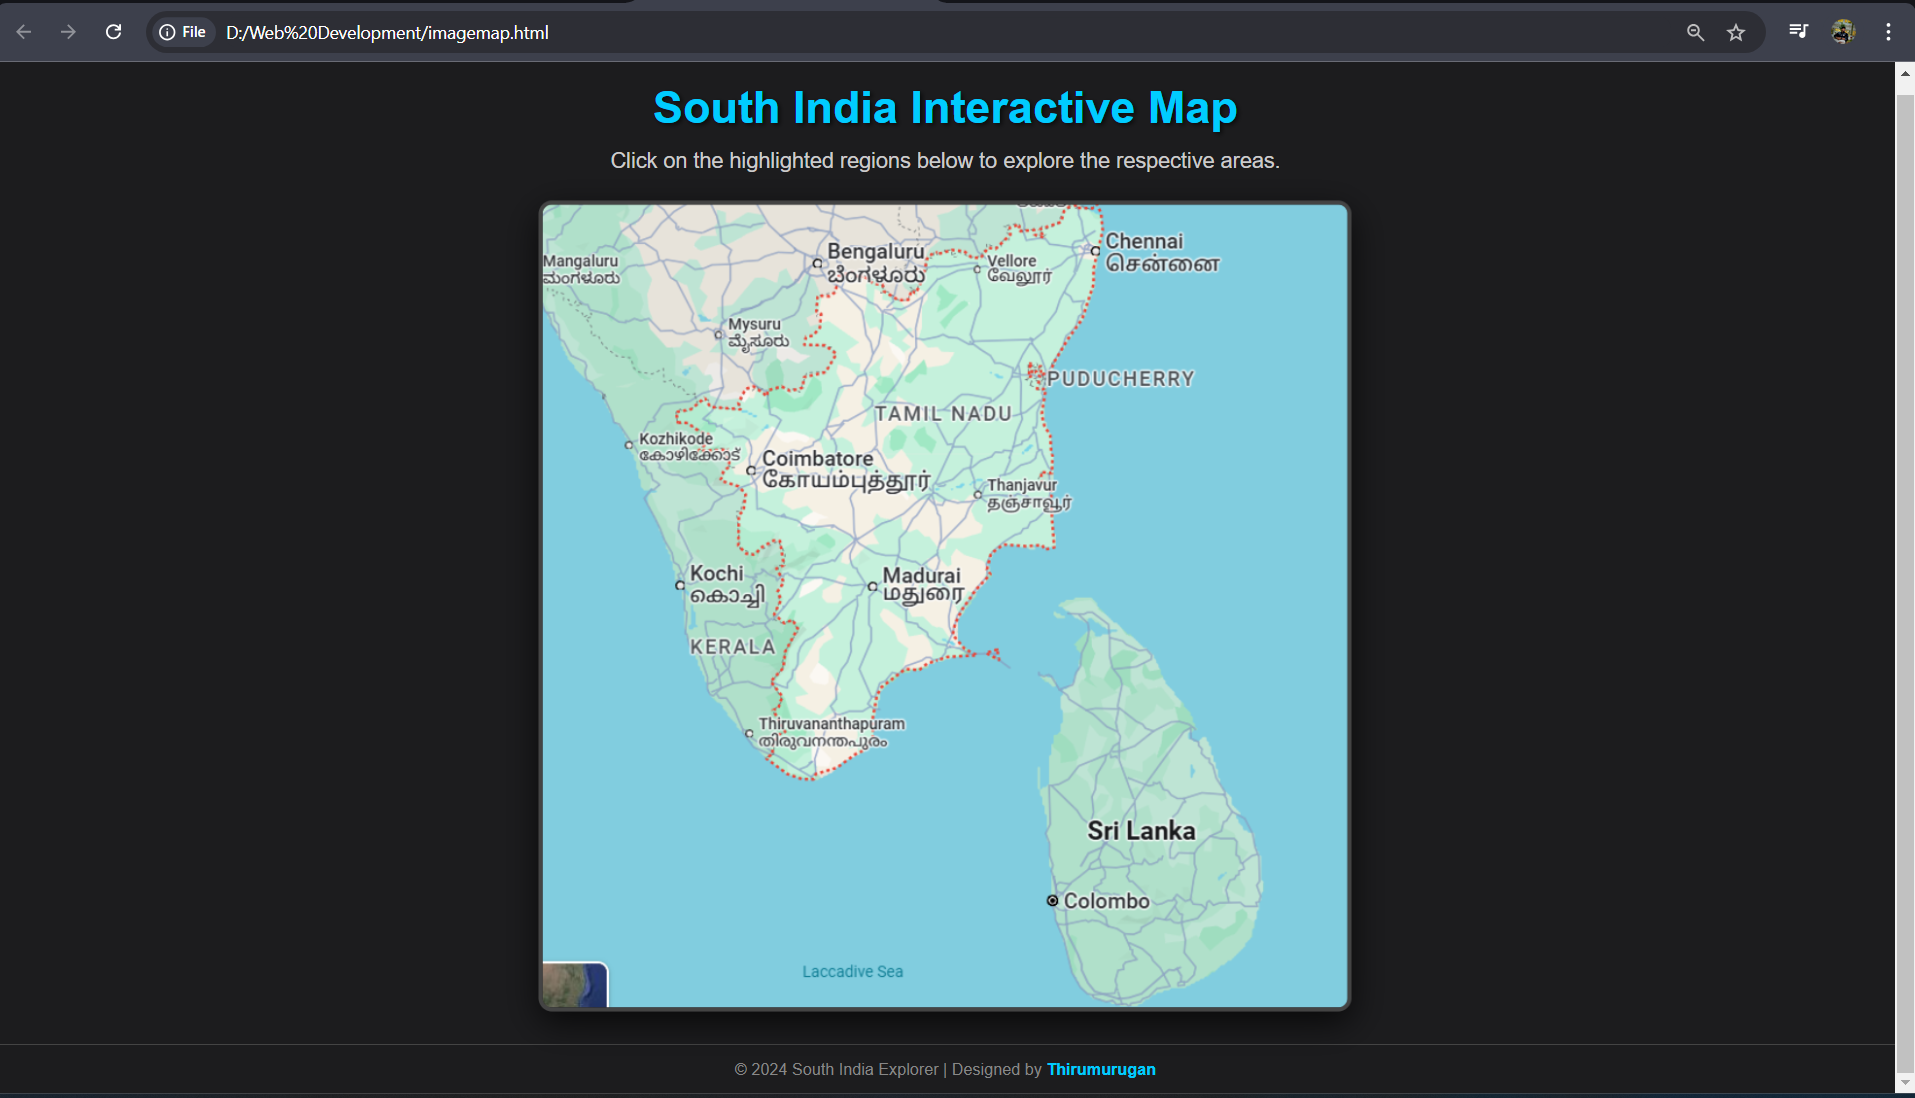 File
D:/Web%20Development/imagemap.html
South India Interactive Map
Click on the highlighted regions below to explore the respective areas.
Mangaluru
ಮಂಗಳೂರು
Bengaluru
ಬೆಂಗಳೂರು
Vellore
வேலூர்
Chennai
சென்னை
Mysuru
ಮೈಸೂರು
PUDUCHERRY
TAMIL NADU
Kozhikode
കോഴിക്കോട്
Coimbatore
கோயம்புத்தூர்
Thanjavur
தஞ்சாவூர்
Kochi
കൊച്ചി
Madurai
மதுரை
KERALA
Thiruvananthapuram
തിരുവനന്തപുരം
Sri Lanka
Colombo
Laccadive Sea
© 2024 South India Explorer | Designed by Thirumurugan